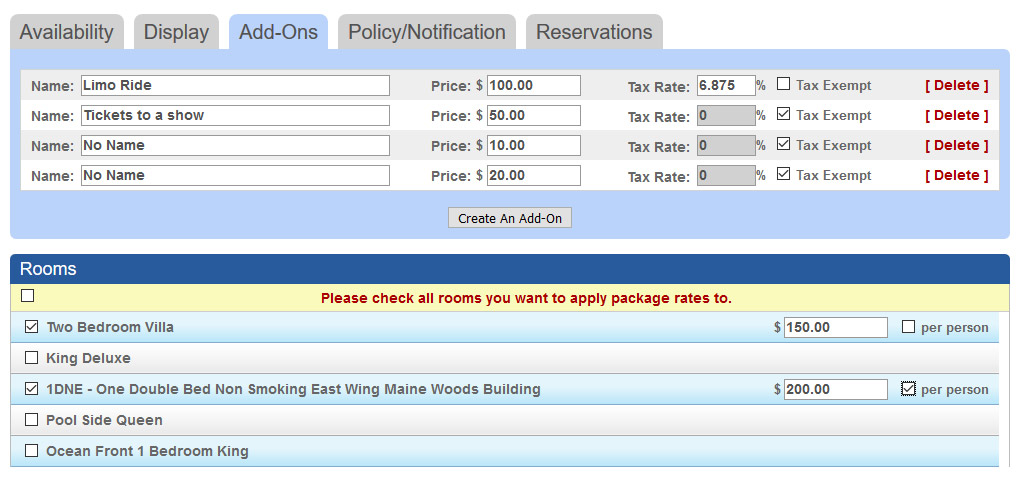 Availability Display Add-Ons Policy/Notification Reservations
Name: Limo Ride Price: $ 100.00 Tax Rate: 6.875 % Tax Exempt [ Delete ]
Name: Tickets to a show Price: $ 50.00 Tax Rate: 0 % Tax Exempt [ Delete ]
Name: No Name Price: $ 10.00 Tax Rate: 0 % Tax Exempt [ Delete ]
Name: No Name Price: $ 20.00 Tax Rate: 0 % Tax Exempt [ Delete ]
Create An Add-On
Rooms
Please check all rooms you want to apply package rates to.
Two Bedroom Villa $ 150.00 per person
King Deluxe
1DNE - One Double Bed Non Smoking East Wing Maine Woods Building $ 200.00 per person
Pool Side Queen
Ocean Front 1 Bedroom King